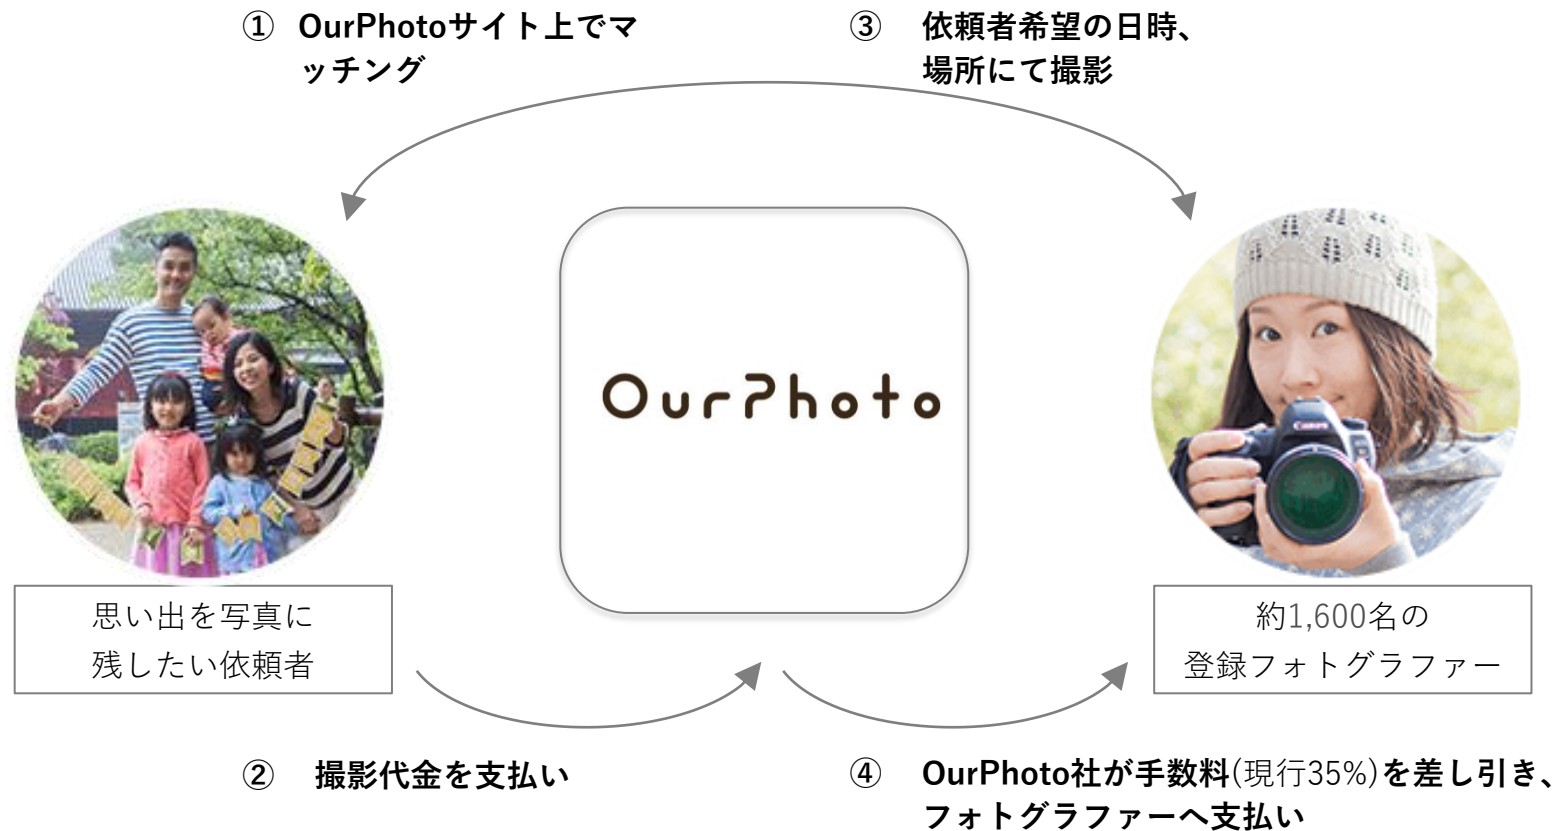 ① OurPhotoサイト上でマ
ッチング
③ 依頼者希望の日時、
場所にて撮影
OurPhoto
Canon
思い出を写真に
残したい依頼者
約1,600名の
登録フォトグラファー
② 撮影代金を支払い
④ OurPhoto社が手数料(現行35%)を差し引き、
フォトグラファーへ支払い